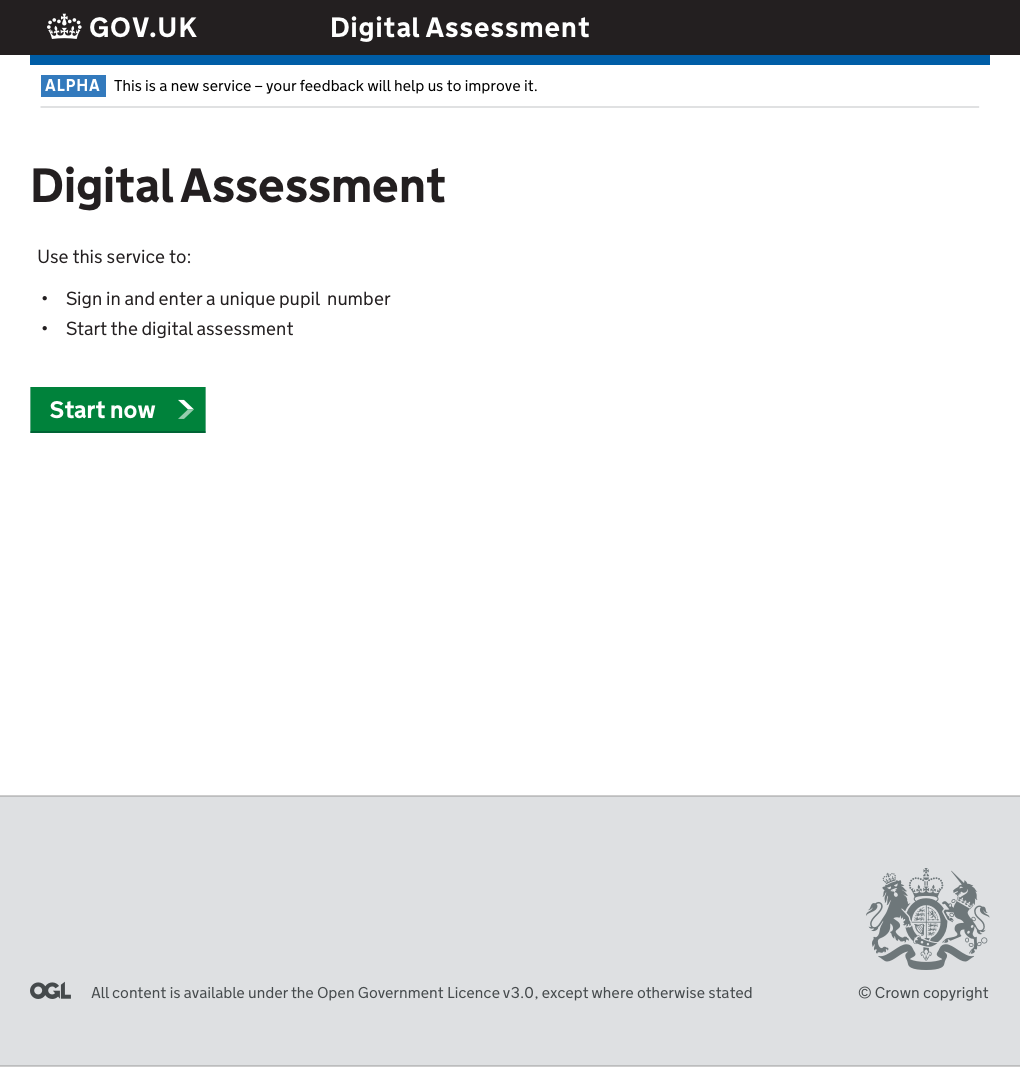 GOV.UK Digital Assessment
ALPHA This is a new service – your feedback will help us to improve it.
Digital Assessment
Use this service to:
• Sign in and enter a unique pupil number
• Start the digital assessment
Start now
OGL All content is available under the Open Government Licence v3.0, except where otherwise stated
© Crown copyright